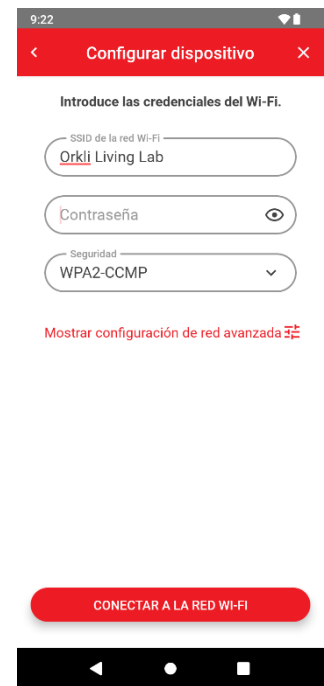 9:22
Configurar dispositivo
Introduce las credenciales del Wi-Fi.
SSID de la red Wi-Fi
Orkli Living Lab
Contraseña
Seguridad
WPA2-CCMP
Mostrar configuración de red avanzada
CONECTAR A LA RED WI-FI